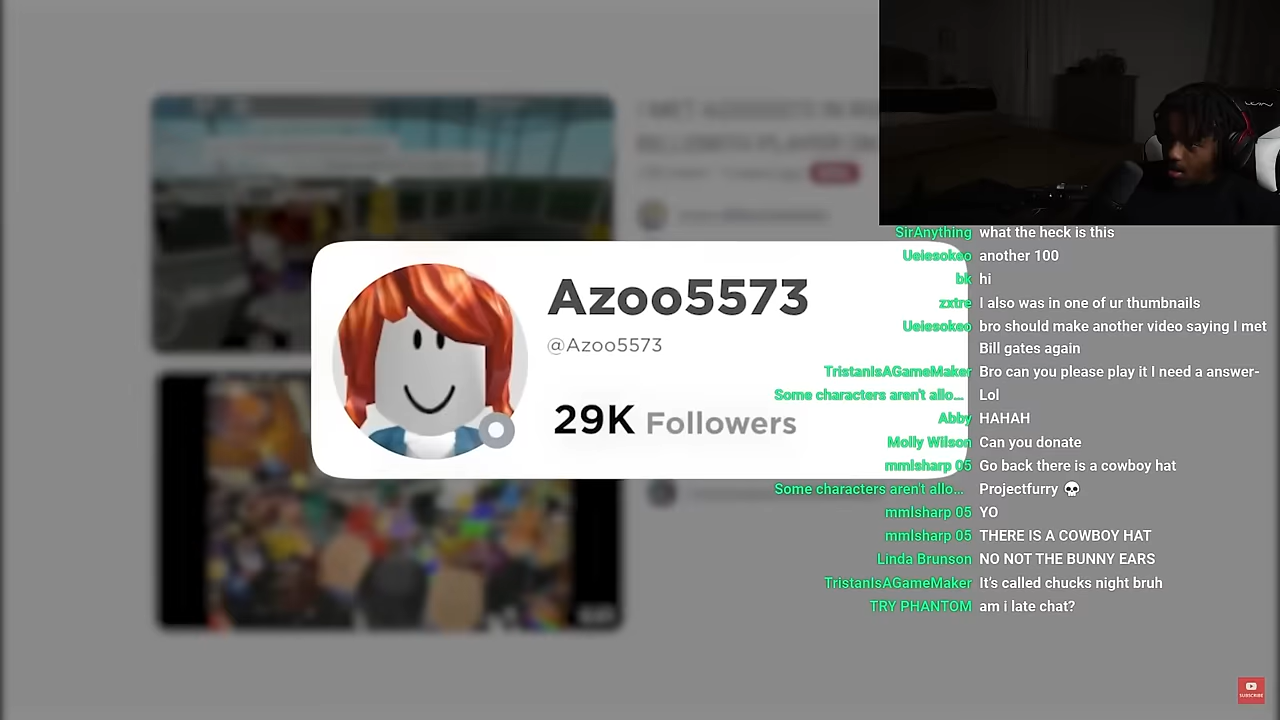 Azoo5573
@Azoo5573
29K Followers
SirAnything what the heck is this
Ueiesokeo another 100
bk hi
zxtre I also was in one of ur thumbnails
Ueiesokeo bro should make another video saying I met
Bill gates again
TristanIsAGameMaker Bro can you please play it I need a answer-
Some characters aren't allo... Lol
Abby HAHAH
Molly Wilson Can you donate
mmlsharp 05 Go back there is a cowboy hat
Some characters aren't allo... Projectfurry 💀
mmlsharp 05 YO
mmlsharp 05 THERE IS A COWBOY HAT
Linda Brunson NO NOT THE BUNNY EARS
TristanIsAGameMaker It's called chucks night bruh
TRY PHANTOM am i late chat?
SUBSCRIBE